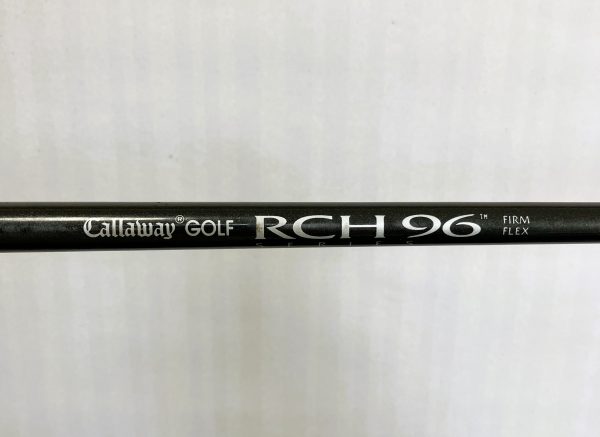 Callaway® GOLF RCH 96™ FIRM
SERIES FLEX